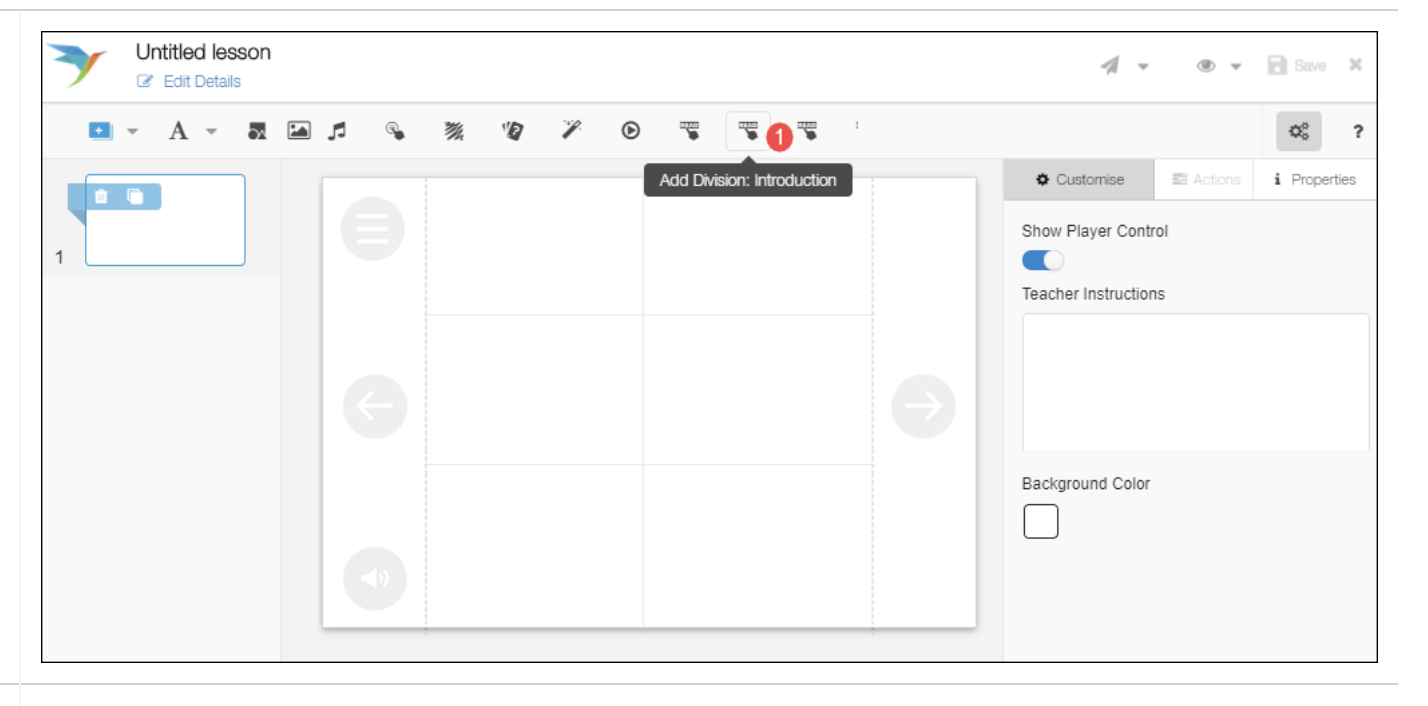 Untitled lesson
Edit Details
Save
A
1
?
Add Division: Introduction
Customise
Actions
Properties
1
Show Player Control
Teacher Instructions
Background Color